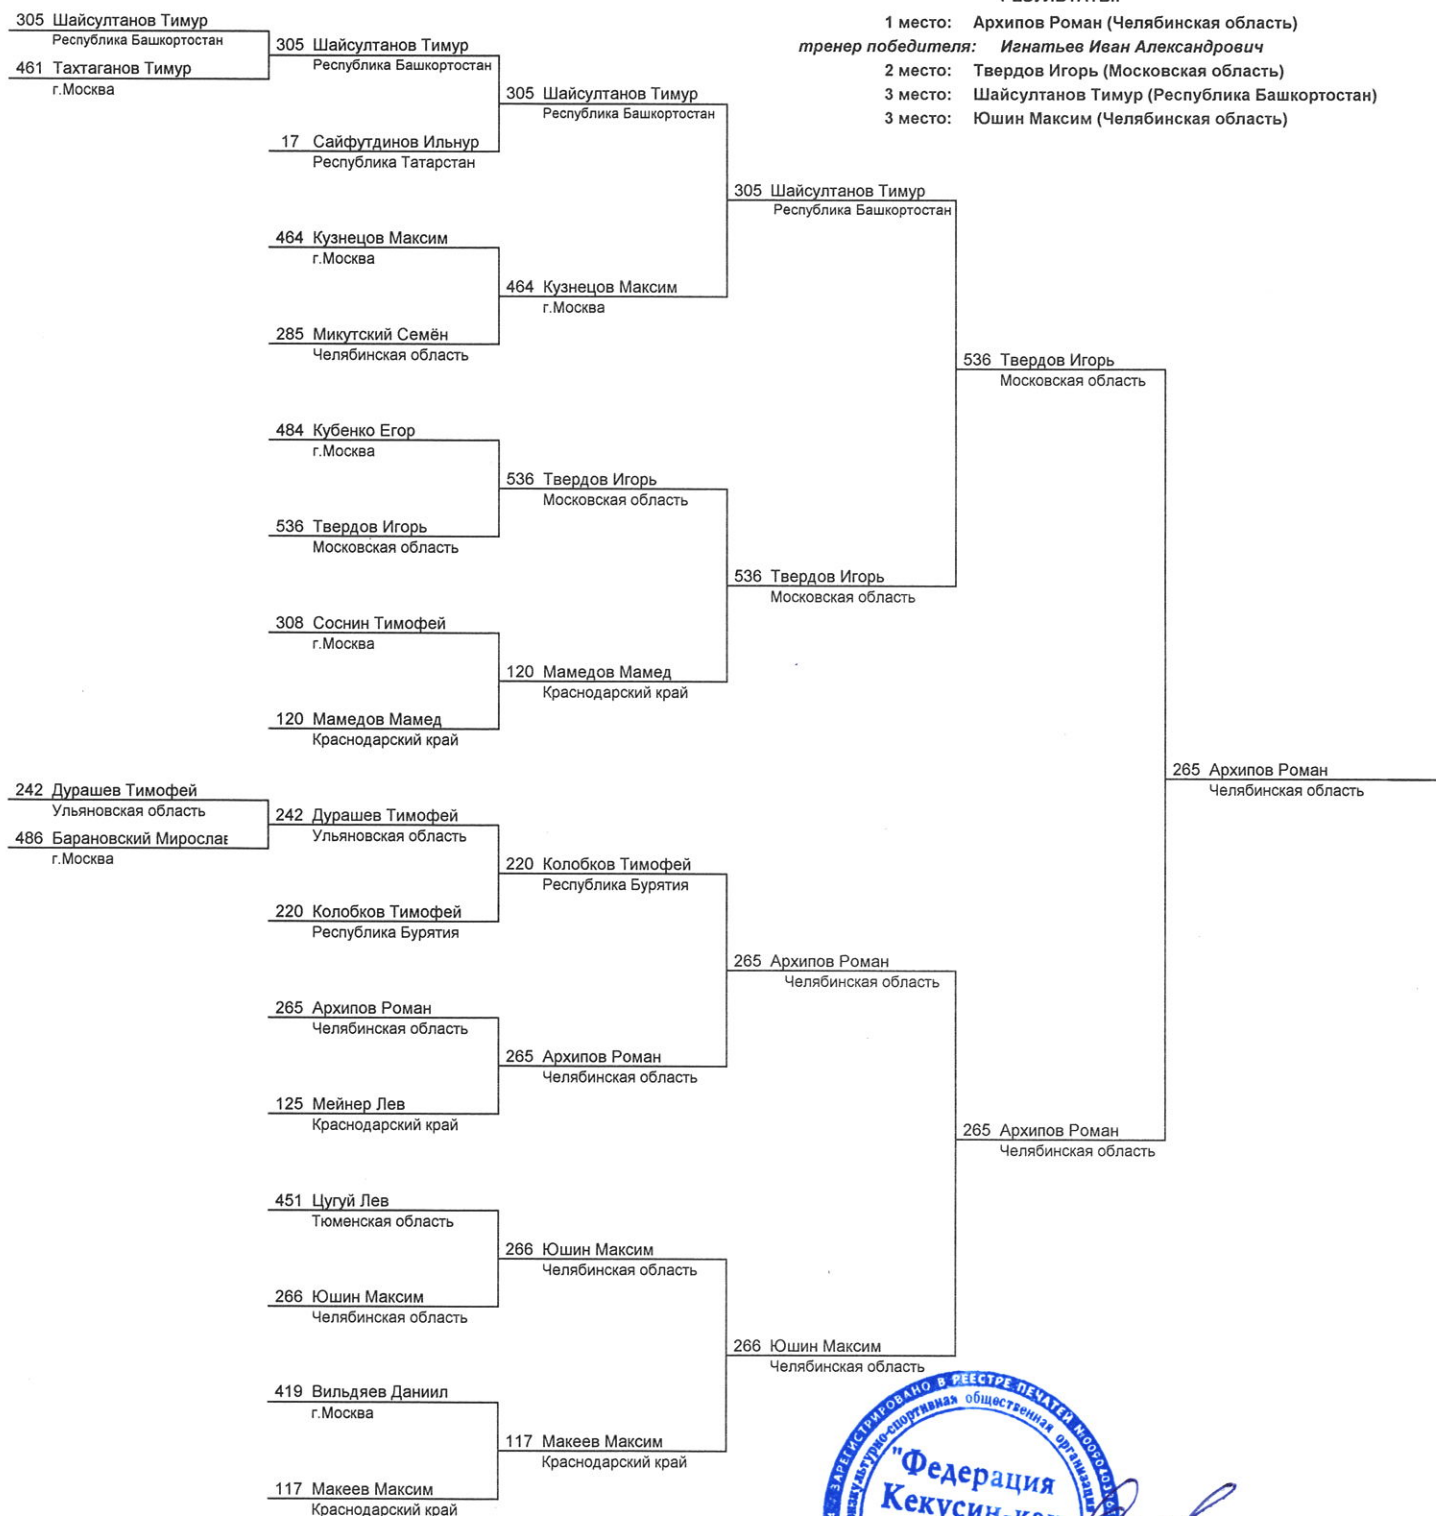 1 место: Архипов Роман (Челябинская область)
тренер победителя: Игнатьев Иван Александрович
2 место: Твердов Игорь (Московская область)
3 место: Шайсултанов Тимур (Республика Башкортостан)
3 место: Юшин Максим (Челябинская область)
305 Шайсултанов Тимур
Республика Башкортостан
461 Тахтаганов Тимур
г.Москва
305 Шайсултанов Тимур
Республика Башкортостан
17 Сайфутдинов Ильнур
Республика Татарстан
305 Шайсултанов Тимур
Республика Башкортостан
464 Кузнецов Максим
г.Москва
285 Микутский Семён
Челябинская область
464 Кузнецов Максим
г.Москва
305 Шайсултанов Тимур
Республика Башкортостан
484 Кубенко Егор
г.Москва
536 Твердов Игорь
Московская область
536 Твердов Игорь
Московская область
308 Соснин Тимофей
г.Москва
120 Мамедов Мамед
Краснодарский край
120 Мамедов Мамед
Краснодарский край
536 Твердов Игорь
Московская область
536 Твердов Игорь
Московская область
242 Дурашев Тимофей
Ульяновская область
486 Барановский Мирослав
г.Москва
242 Дурашев Тимофей
Ульяновская область
220 Колобков Тимофей
Республика Бурятия
220 Колобков Тимофей
Республика Бурятия
265 Архипов Роман
Челябинская область
125 Мейнер Лев
Краснодарский край
265 Архипов Роман
Челябинская область
265 Архипов Роман
Челябинская область
451 Цугуй Лев
Тюменская область
266 Юшин Максим
Челябинская область
266 Юшин Максим
Челябинская область
419 Вильдяев Даниил
г.Москва
117 Макеев Максим
Краснодарский край
117 Макеев Максим
Краснодарский край
266 Юшин Максим
Челябинская область
265 Архипов Роман
Челябинская область
265 Архипов Роман
Челябинская область
ЗАРЕГИСТРИРОВАНО В РЕЕСТРЕ ПЕЧАТЕЙ
спортивная общественная организация
"Федерация